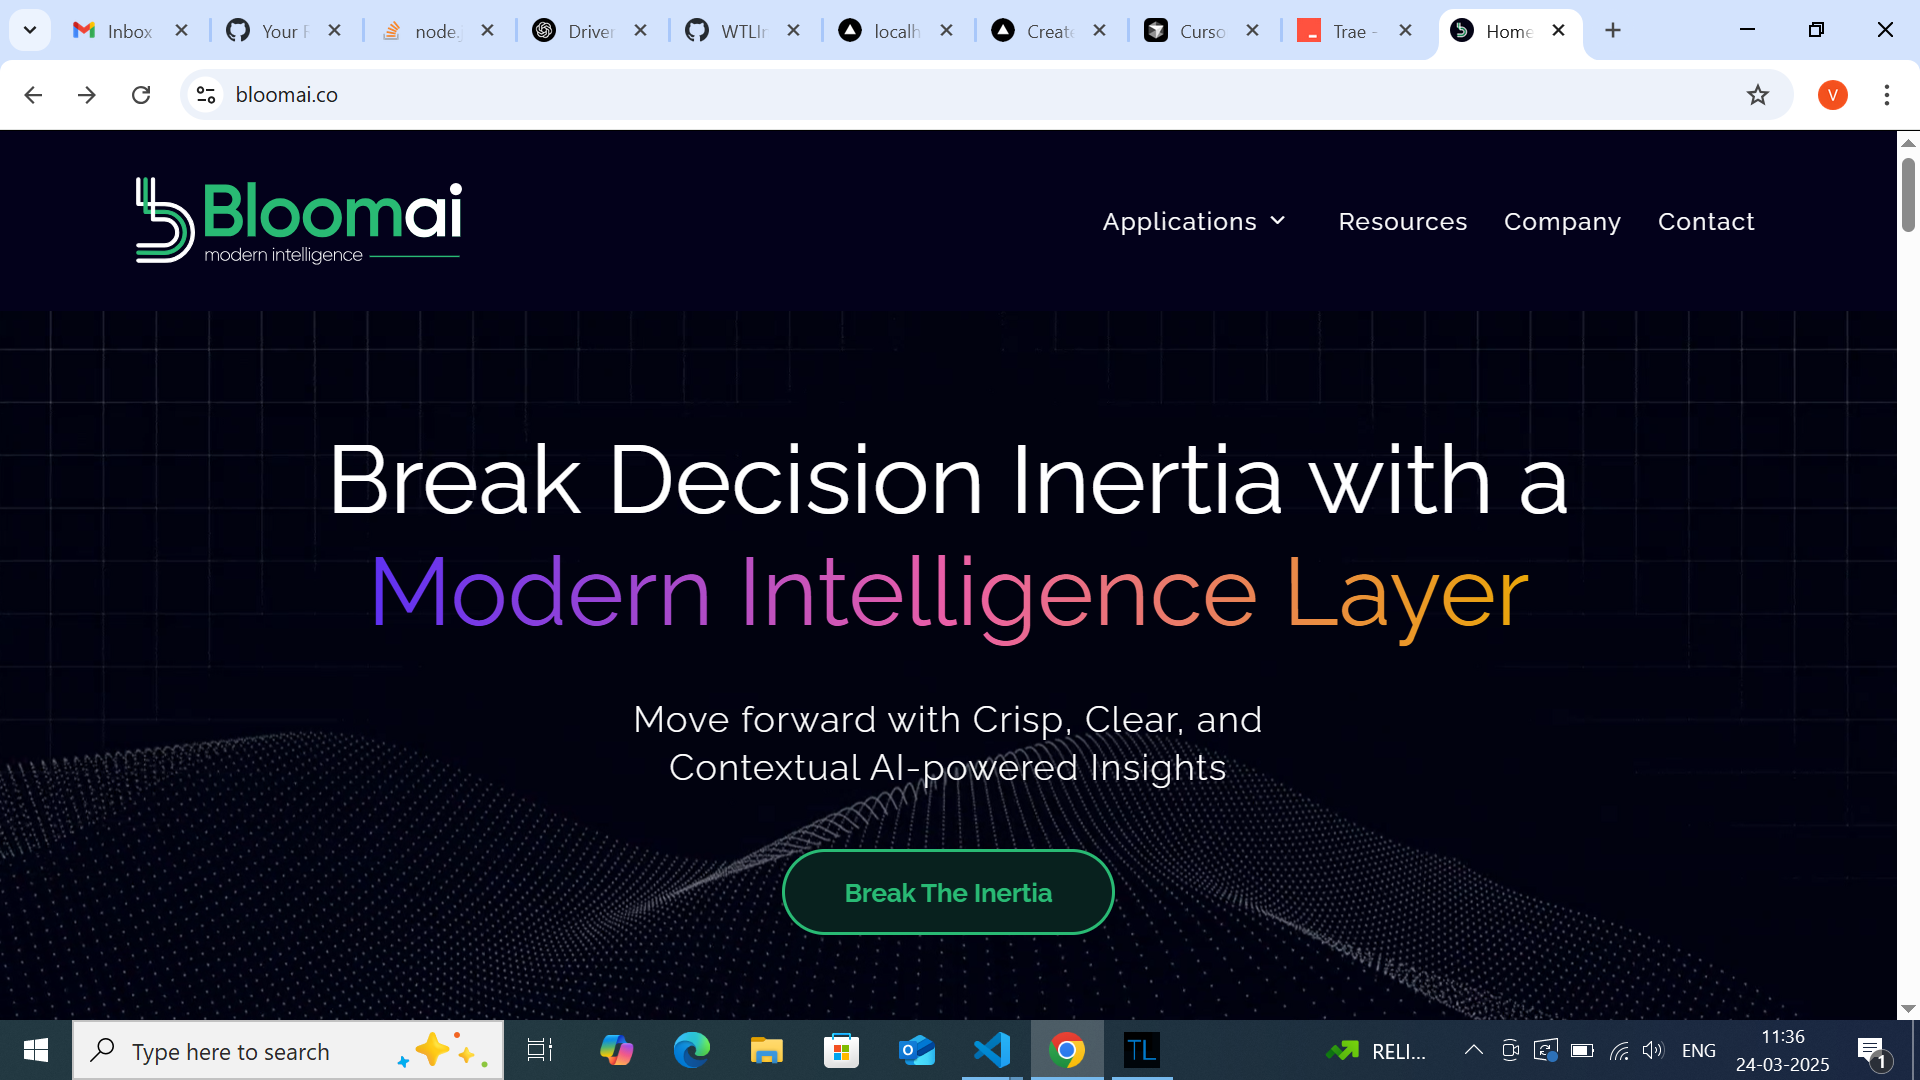 Inbox
Your F
node.j
Driver
WTLIn
localh
Create
Curso
Trae -
Home
bloomai.co
V
Bloomai
modern intelligence
Applications
Resources
Company
Contact
Break Decision Inertia with a
Modern Intelligence Layer
Move forward with Crisp, Clear, and
Contextual AI-powered Insights
Break The Inertia
Type here to search
TL
RELI...
ENG
11:36
24-03-2025
1